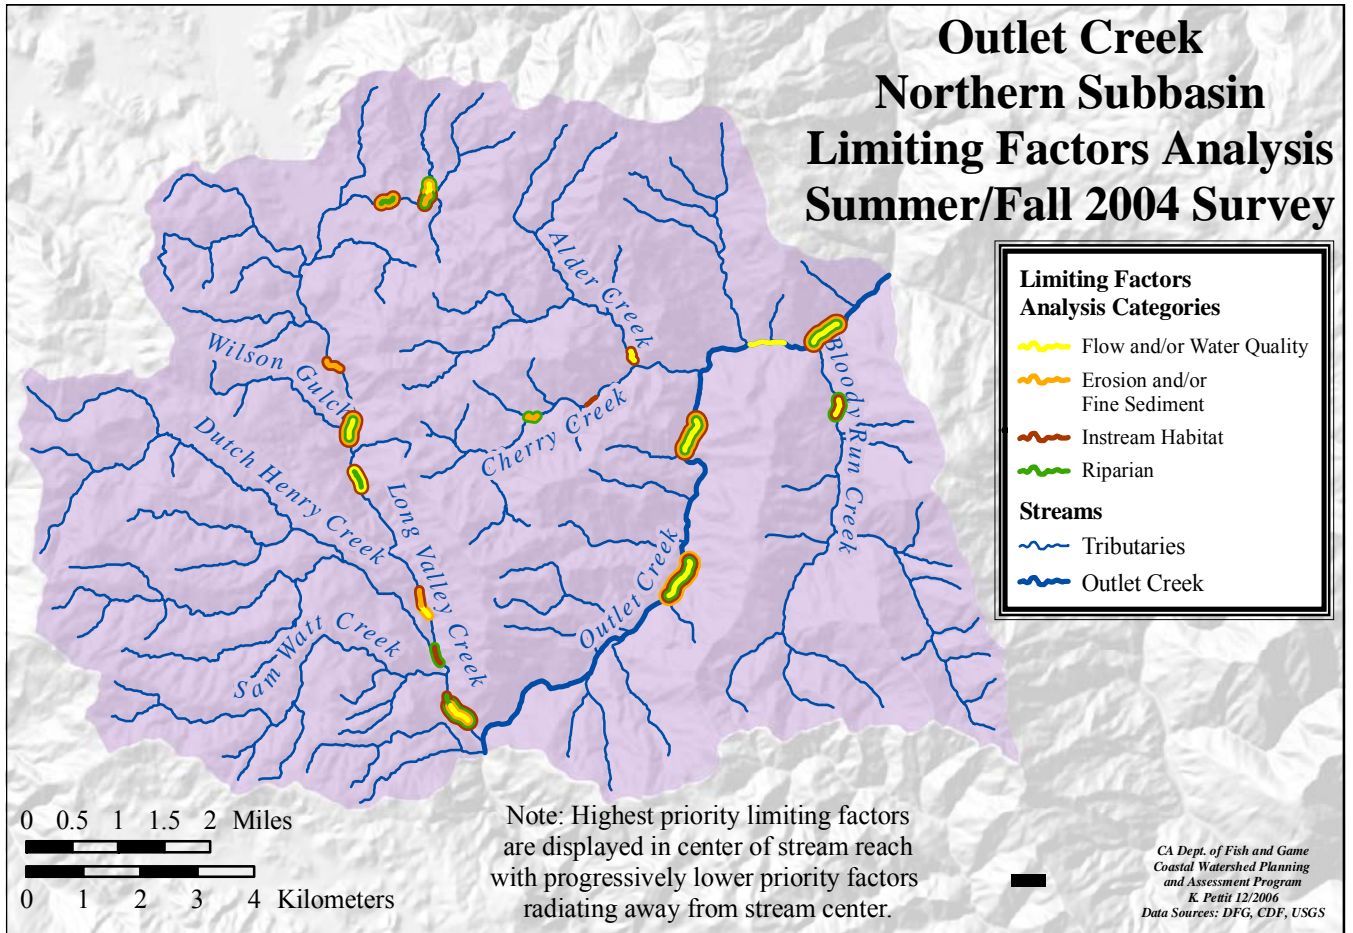 Outlet Creek
Northern Subbasin
Limiting Factors Analysis
Summer/Fall 2004 Survey
Limiting Factors
Analysis Categories
Flow and/or Water Quality
Erosion and/or
Fine Sediment
Instream Habitat
Riparian
Streams
Tributaries
Outlet Creek
Alder Creek
Wilson Gulch
Bloody Run Creek
Cherry Creek
Dutch Henry Creek
Long Valley Creek
Outlet Creek
Sam Watt Creek
0 0.5 1 1.5 2 Miles
0 1 2 3 4 Kilometers
Note: Highest priority limiting factors
are displayed in center of stream reach
with progressively lower priority factors
radiating away from stream center.
CA Dept. of Fish and Game
Coastal Watershed Planning
and Assessment Program
K. Pettit 12/2006
Data Sources: DFG, CDF, USGS